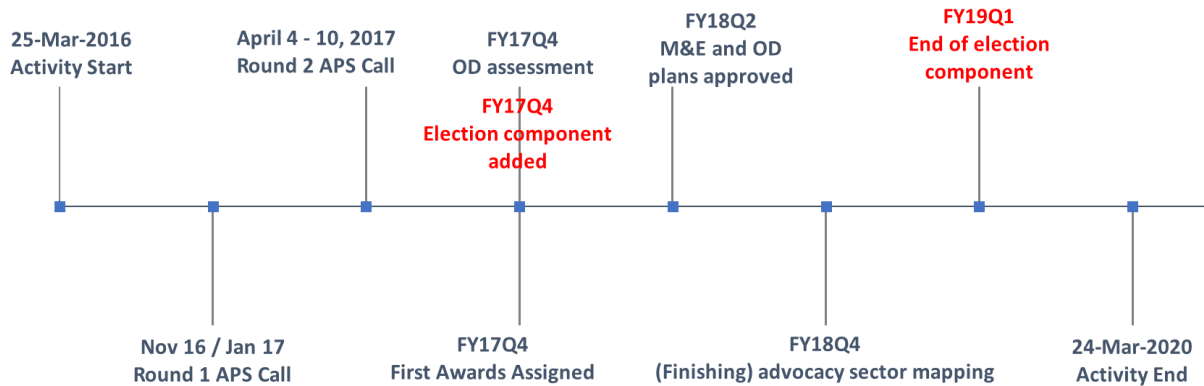 25-Mar-2016
Activity Start
April 4 - 10, 2017
Round 2 APS Call
FY17Q4
OD assessment
FY17Q4
Election component
added
FY18Q2
M&E and OD
plans approved
FY19Q1
End of election
component
Nov 16 / Jan 17
Round 1 APS Call
FY17Q4
First Awards Assigned
FY18Q4
(Finishing) advocacy sector mapping
24-Mar-2020
Activity End